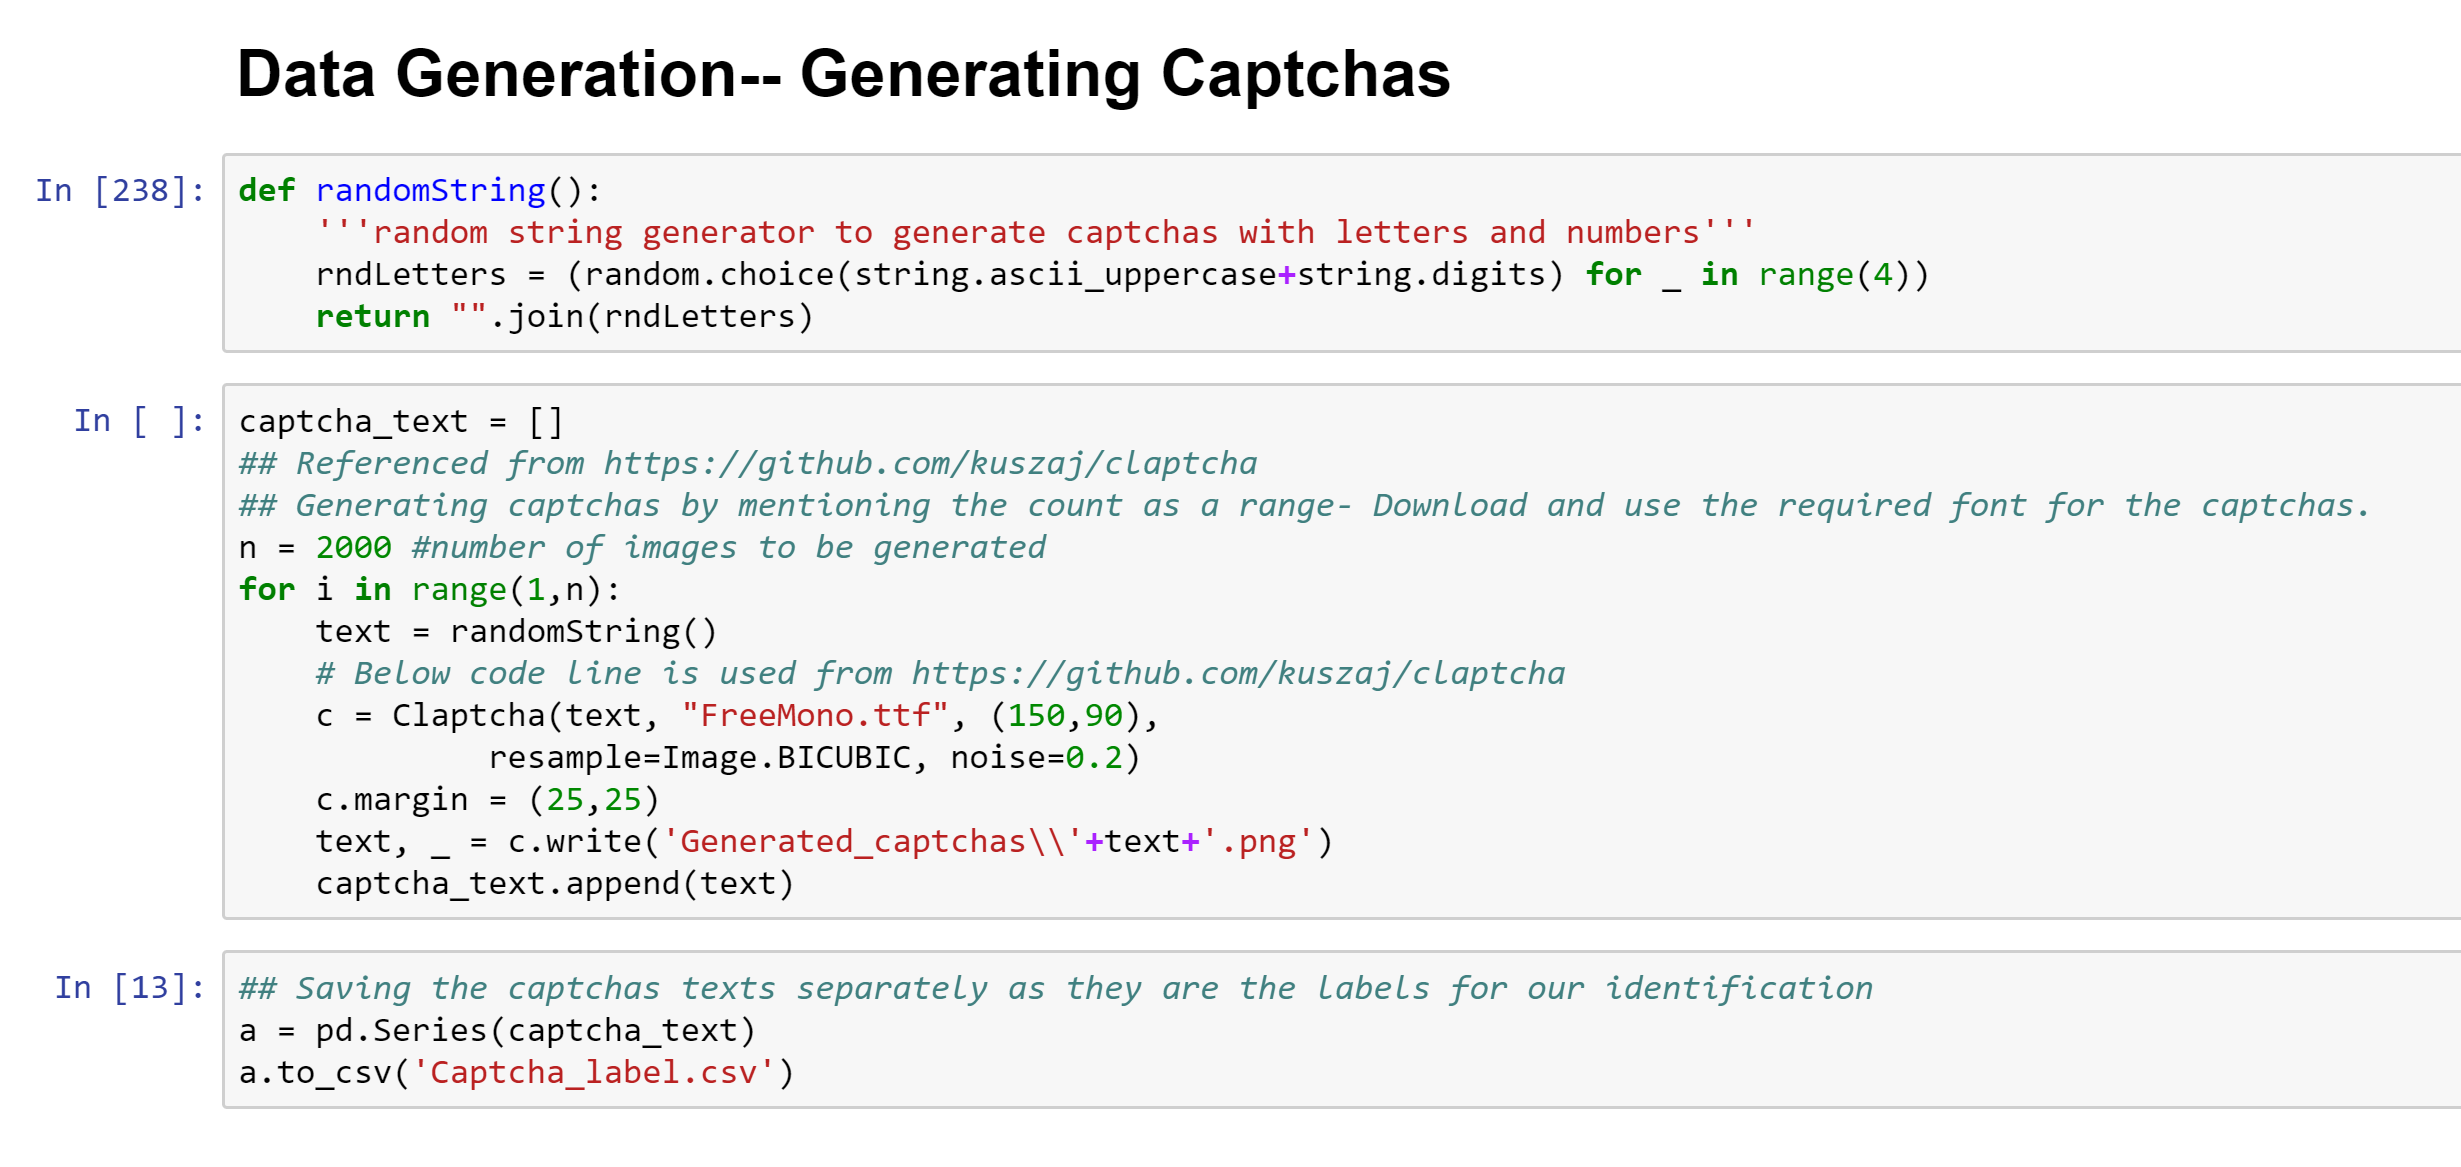 Data Generation-- Generating Captchas
In [238]:
def randomString():
    '''random string generator to generate captchas with letters and numbers'''
    rndLetters = (random.choice(string.ascii_uppercase+string.digits) for _ in range(4))
    return "".join(rndLetters)
In [ ]:
captcha_text = []
## Referenced from https://github.com/kuszaj/claptcha
## Generating captchas by mentioning the count as a range- Download and use the required font for the captchas.
n = 2000 #number of images to be generated
for i in range(1,n):
    text = randomString()
    # Below code line is used from https://github.com/kuszaj/claptcha
    c = Claptcha(text, "FreeMono.ttf", (150,90),
             resample=Image.BICUBIC, noise=0.2)
    c.margin = (25,25)
    text, _ = c.write('Generated_captchas\\'+text+'.png')
    captcha_text.append(text)
In [13]:
## Saving the captchas texts separately as they are the labels for our identification
a = pd.Series(captcha_text)
a.to_csv('Captcha_label.csv')